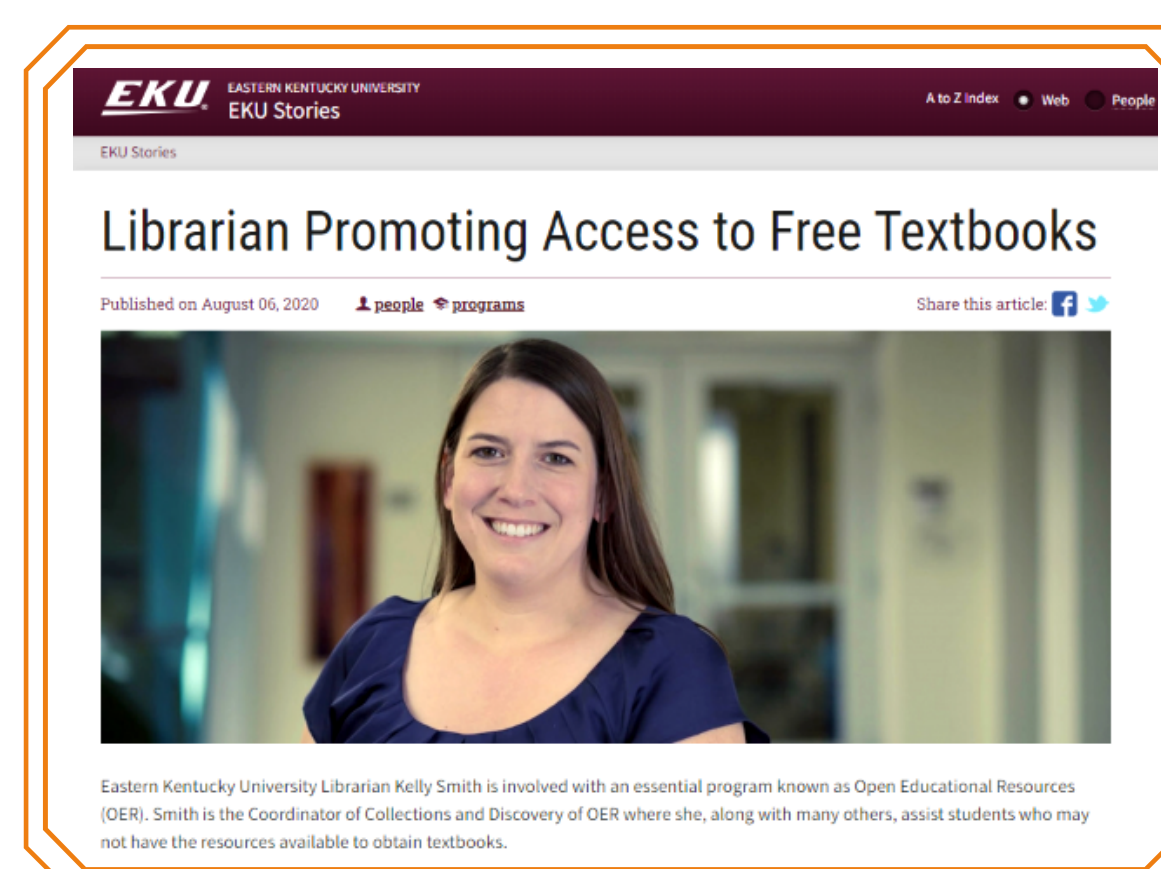 EKU EASTERN KENTUCKY UNIVERSITY
EKU Stories
A to Z Index Web People
EKU Stories
Librarian Promoting Access to Free Textbooks
Published on August 06, 2020 people programs Share this article:
Eastern Kentucky University Librarian Kelly Smith is involved with an essential program known as Open Educational Resources
(OER). Smith is the Coordinator of Collections and Discovery of OER where she, along with many others, assist students who may
not have the resources available to obtain textbooks.